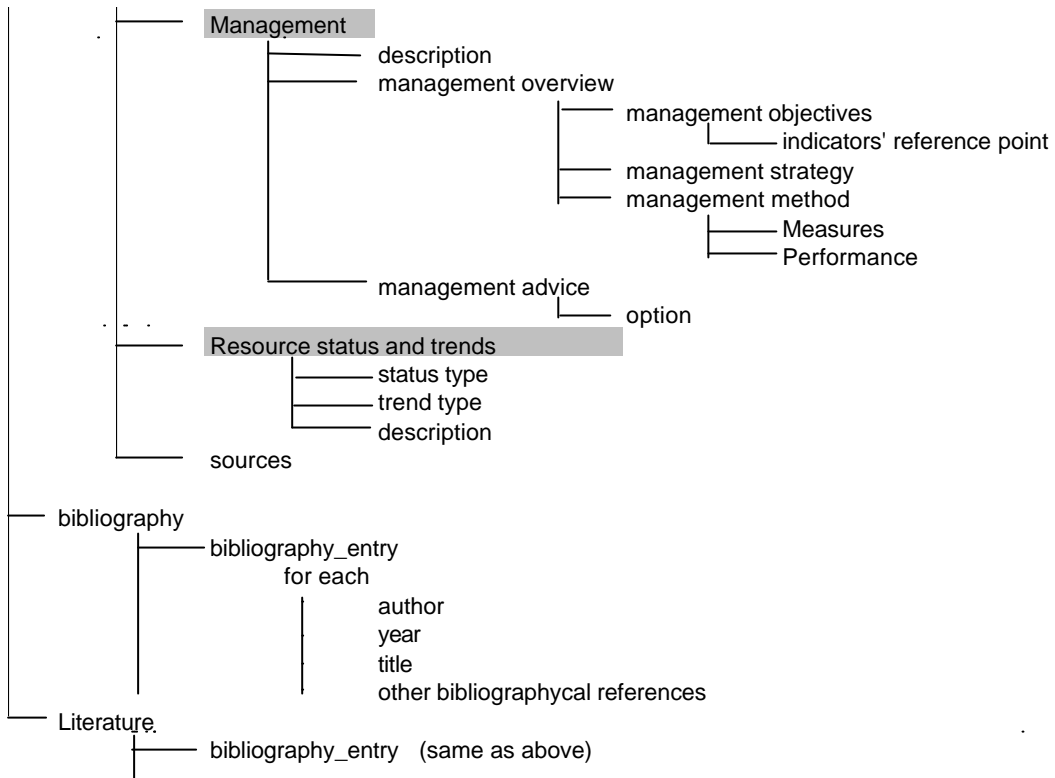 Management
description
management overview
management objectives
indicators' reference point
management strategy
management method
Measures
Performance
management advice
option
Resource status and trends
status type
trend type
description
sources
bibliography
bibliography_entry
for each
author
year
title
other bibliographycal references
Literature
bibliography_entry (same as above)